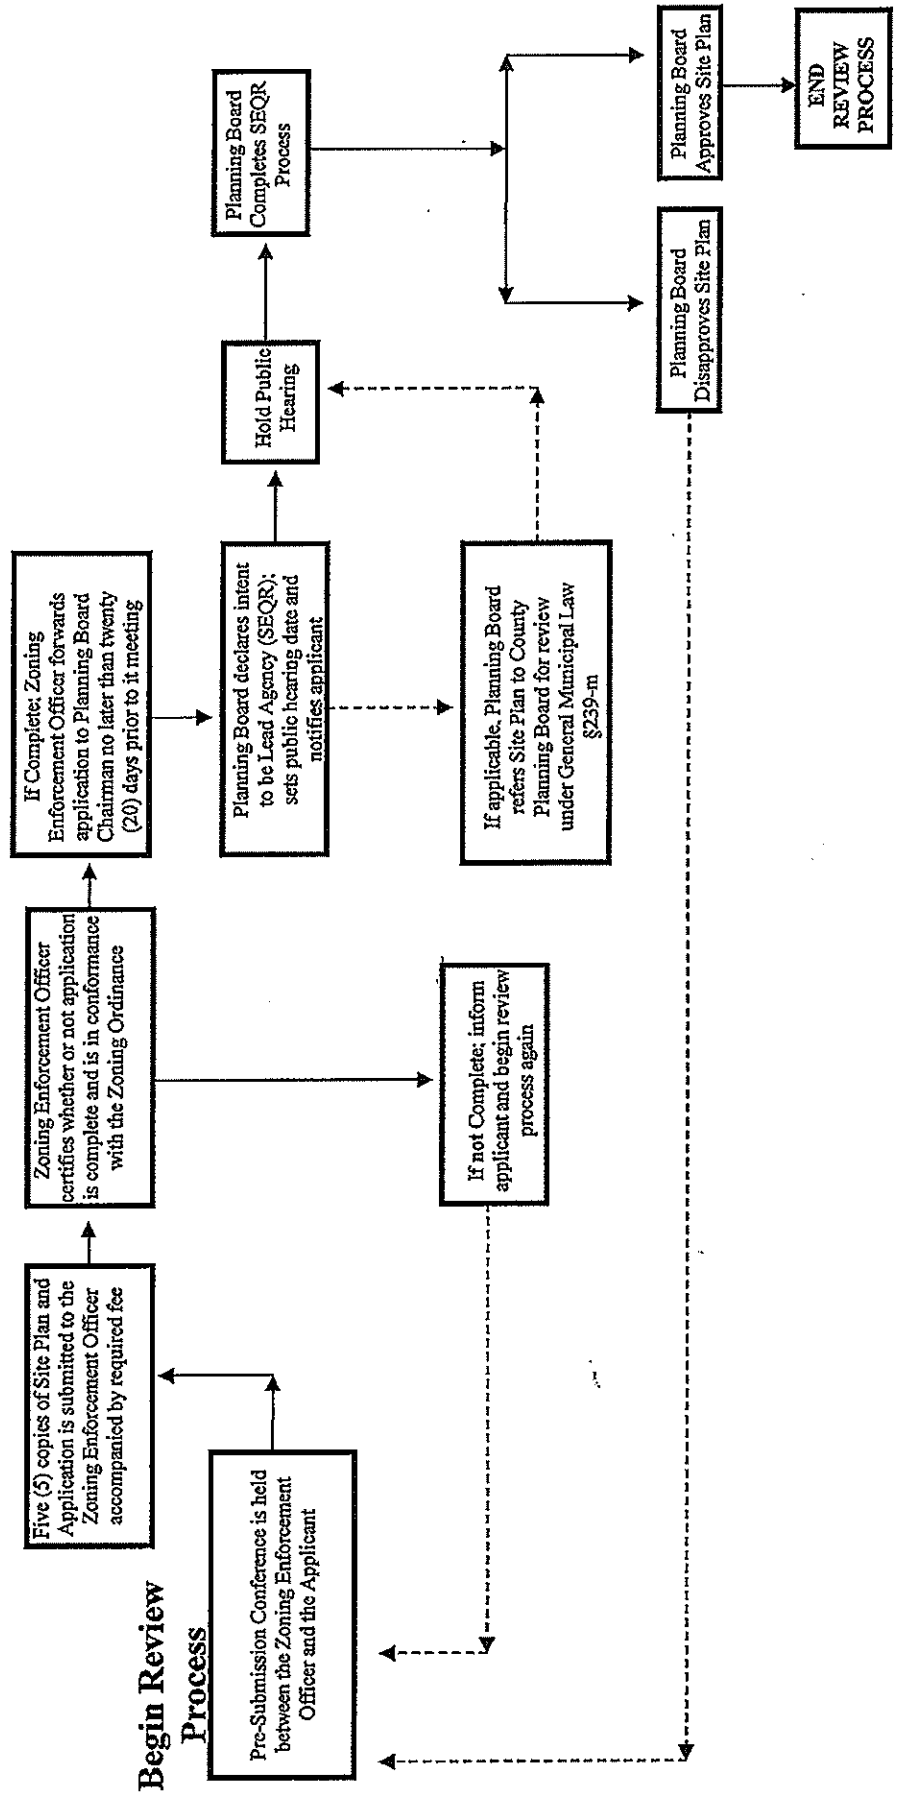 Begin Review
Process
Pre-Submission Conference is held
between the Zoning Enforcement
Officer and the Applicant
Five (5) copies of Site Plan and
Application is submitted to the
Zoning Enforcement Officer
accompanied by required fee
Zoning Enforcement Officer
certifies whether or not application
is complete and is in conformance
with the Zoning Ordinance
If not Complete; inform
applicant and begin review
process again
If Complete; Zoning
Enforcement Officer forwards
application to Planning Board
Chairman no later than twenty
(20) days prior to it meeting
Planning Board declares intent
to be Lead Agency (SEQR);
sets public hearing date and
notifies applicant
If applicable, Planning Board
refers Site Plan to County
Planning Board for review
under General Municipal Law
§239-m
Hold Public
Hearing
Planning Board
Completes SEQR
Process
Planning Board
Disapproves Site Plan
Planning Board
Approves Site Plan
END
REVIEW
PROCESS